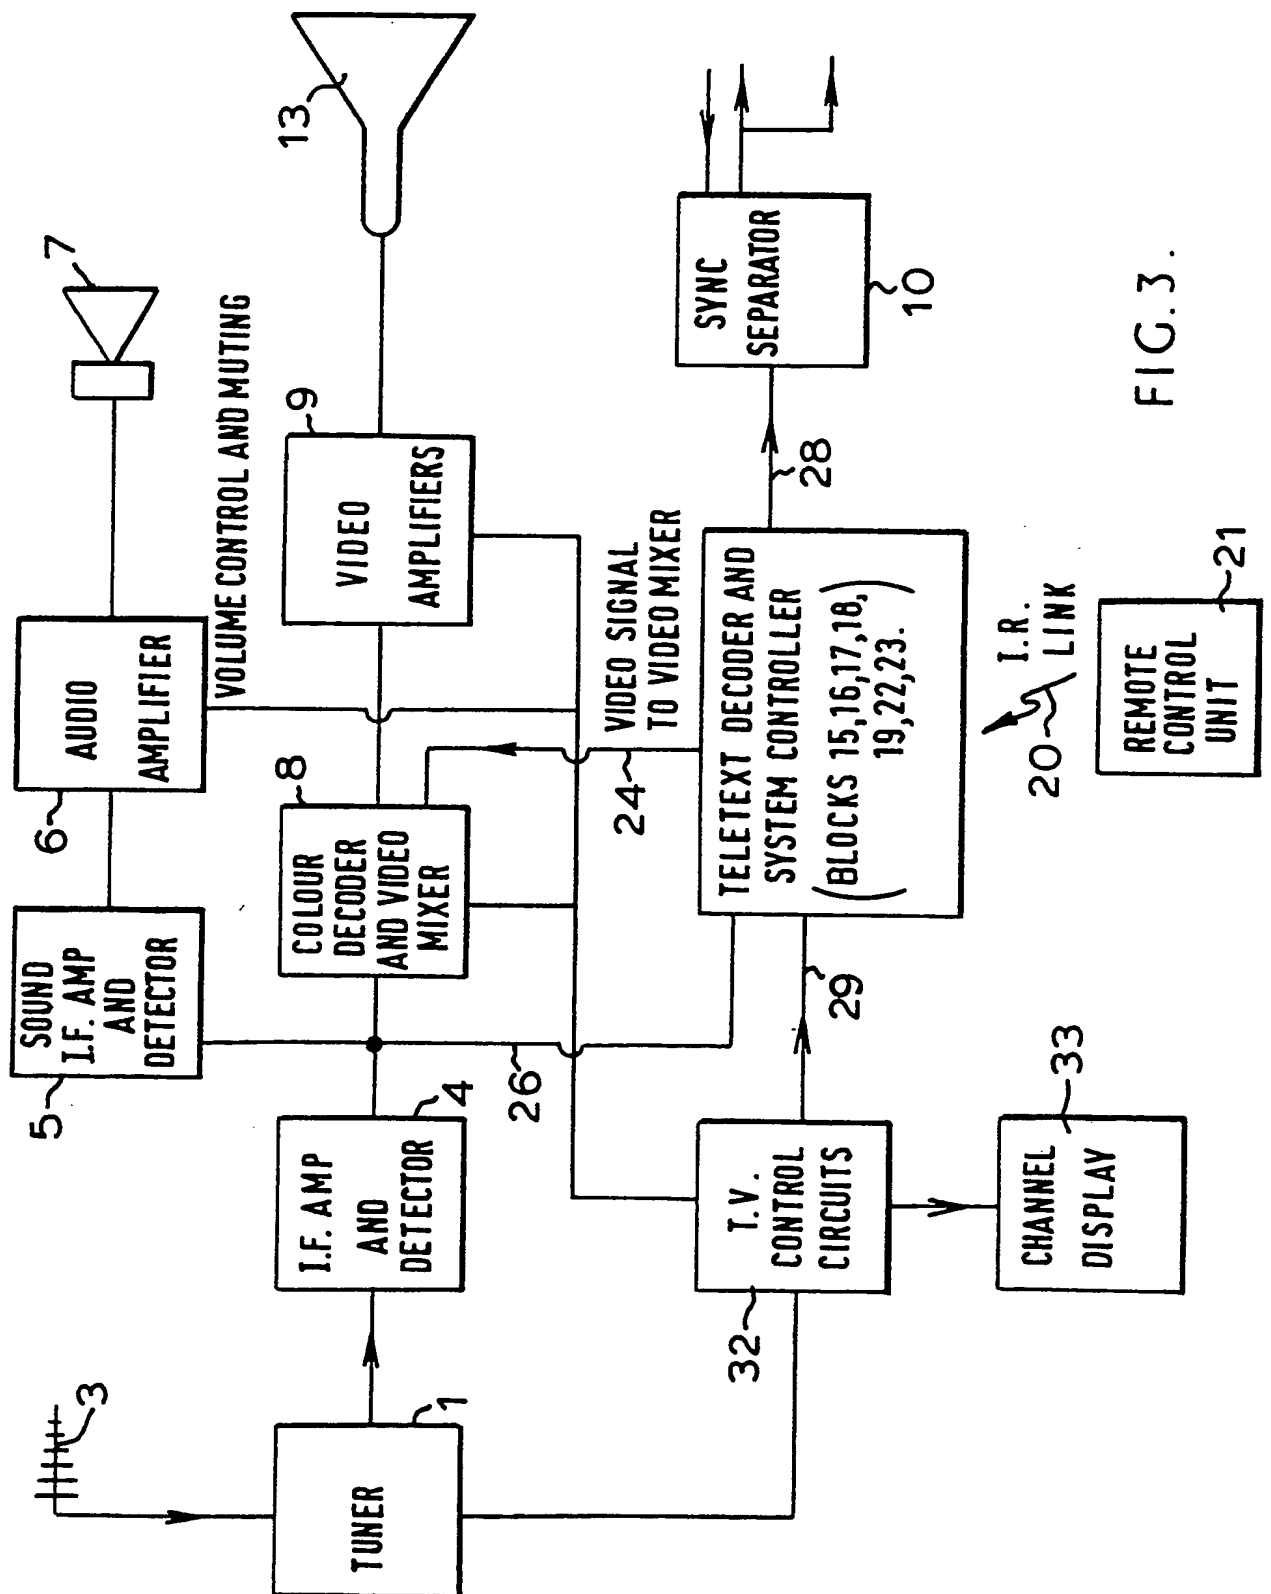 3
TUNER
1
I.F. AMP
AND
DETECTOR
4
SOUND
I.F. AMP
AND
DETECTOR
5
AUDIO
AMPLIFIER
6
7
VOLUME CONTROL AND MUTING
COLOUR
DECODER
AND VIDEO
MIXER
8
VIDEO
AMPLIFIERS
9
13
26
24
VIDEO SIGNAL
TO VIDEO MIXER
T.V.
CONTROL
CIRCUITS
32
29
TELETEXT DECODER AND
SYSTEM CONTROLLER
(BLOCKS 15,16,17,18,
19,22,23.)
28
SYNC
SEPARATOR
10
CHANNEL
DISPLAY
33
20
I.R.
LINK
REMOTE
CONTROL
UNIT
21
FIG.3.